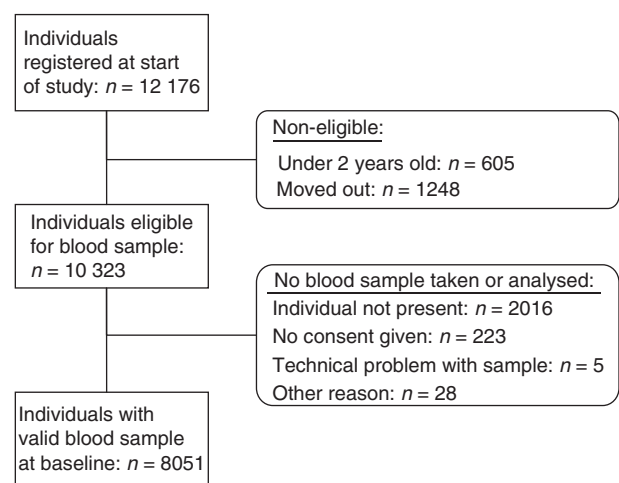 Individuals
registered at start
of study: n = 12 176
Non-eligible:
Under 2 years old: n = 605
Moved out: n = 1248
Individuals eligible
for blood sample:
n = 10 323
No blood sample taken or analysed:
Individual not present: n = 2016
No consent given: n = 223
Technical problem with sample: n = 5
Other reason: n = 28
Individuals with
valid blood sample
at baseline: n = 8051